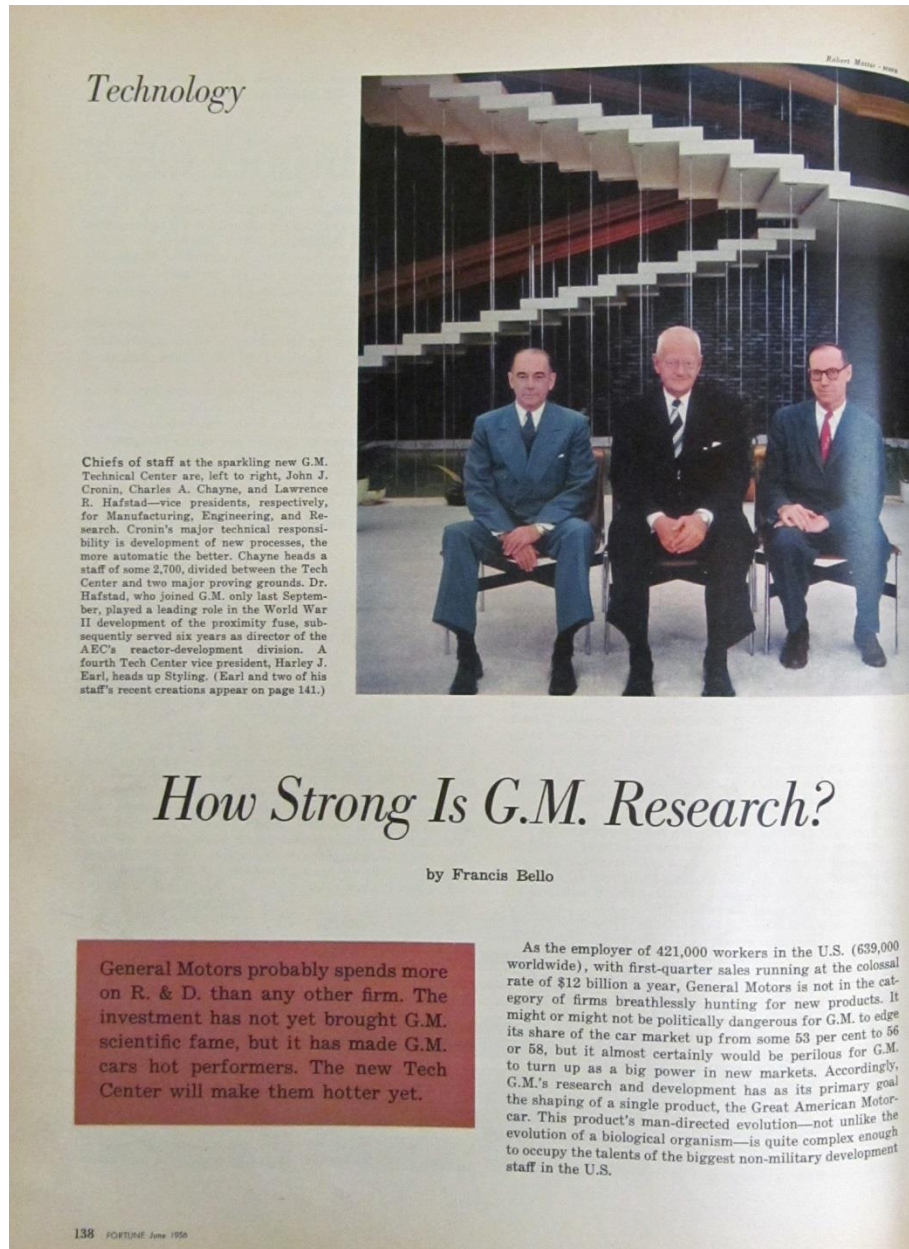 Technology
Robert Mottar - Scope
Chiefs of staff at the sparkling new G.M.
Technical Center are, left to right, John J.
Cronin, Charles A. Chayne, and Lawrence
R. Hafstad—vice presidents, respectively,
for Manufacturing, Engineering, and Re-
search. Cronin's major technical responsi-
bility is development of new processes, the
more automatic the better. Chayne heads a
staff of some 2,700, divided between the Tech
Center and two major proving grounds. Dr.
Hafstad, who joined G.M. only last Septem-
ber, played a leading role in the World War
II development of the proximity fuse, sub-
sequently served six years as director of the
AEC's reactor-development division. A
fourth Tech Center vice president, Harley J.
Earl, heads up Styling. (Earl and two of his
staff's recent creations appear on page 141.)
How Strong Is G.M. Research?
by Francis Bello
General Motors probably spends more
on R. & D. than any other firm. The
investment has not yet brought G.M.
scientific fame, but it has made G.M.
cars hot performers. The new Tech
Center will make them hotter yet.
As the employer of 421,000 workers in the U.S. (639,000
worldwide), with first-quarter sales running at the colossal
rate of $12 billion a year, General Motors is not in the cat-
egory of firms breathlessly hunting for new products. It
might or might not be politically dangerous for G.M. to edge
its share of the car market up from some 53 per cent to 56
or 58, but it almost certainly would be perilous for G.M.
to turn up as a big power in new markets. Accordingly,
G.M.'s research and development has as its primary goal
the shaping of a single product, the Great American Motor-
car. This product's man-directed evolution—not unlike the
evolution of a biological organism—is quite complex enough
to occupy the talents of the biggest non-military development
staff in the U.S.
138 FORTUNE June 1956